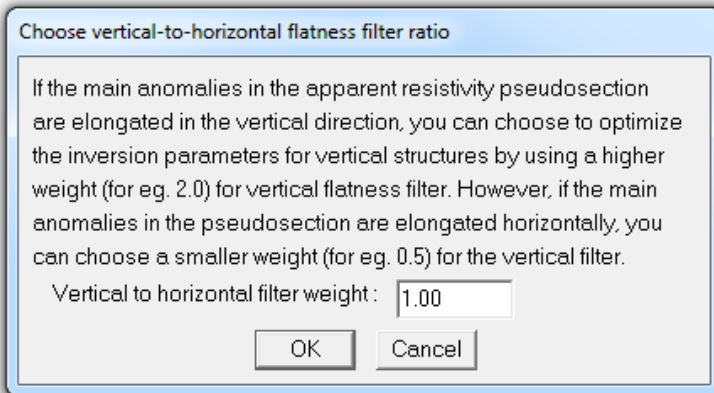 Choose vertical-to-horizontal flatness filter ratio
If the main anomalies in the apparent resistivity pseudosection
are elongated in the vertical direction, you can choose to optimize
the inversion parameters for vertical structures by using a higher
weight (for eg. 2.0) for vertical flatness filter. However, if the main
anomalies in the pseudosection are elongated horizontally, you
can choose a smaller weight (for eg. 0.5) for the vertical filter.
Vertical to horizontal filter weight : 1.00
OK Cancel